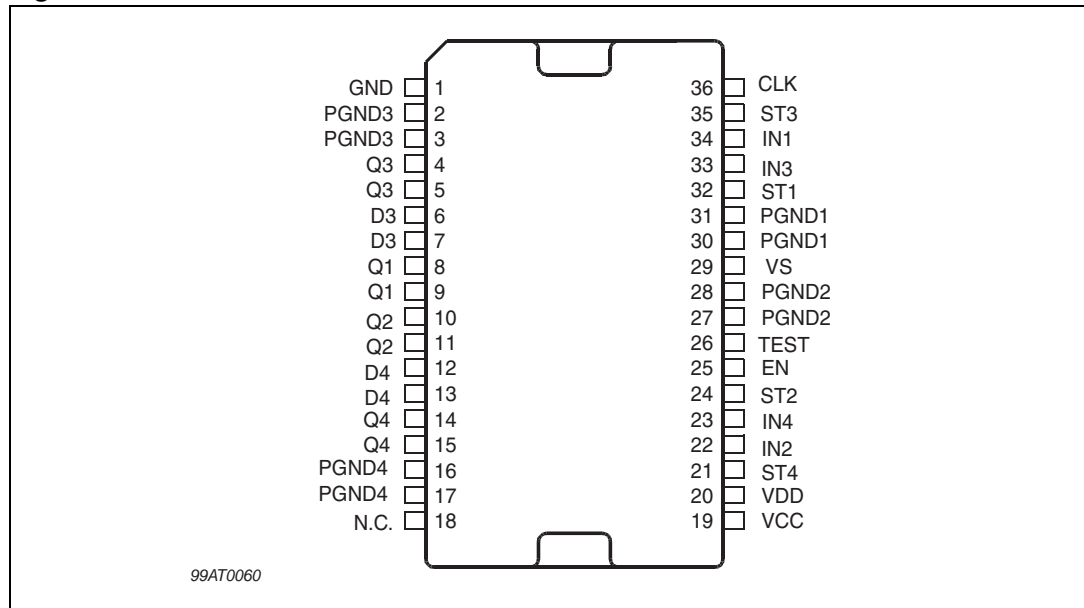 GND 1 36 CLK
PGND3 2 35 ST3
PGND3 3 34 IN1
Q3 4 33 IN3
Q3 5 32 ST1
D3 6 31 PGND1
D3 7 30 PGND1
Q1 8 29 VS
Q1 9 28 PGND2
Q2 10 27 PGND2
Q2 11 26 TEST
D4 12 25 EN
D4 13 24 ST2
Q4 14 23 IN4
Q4 15 22 IN2
PGND4 16 21 ST4
PGND4 17 20 VDD
N.C. 18 19 VCC
99AT0060